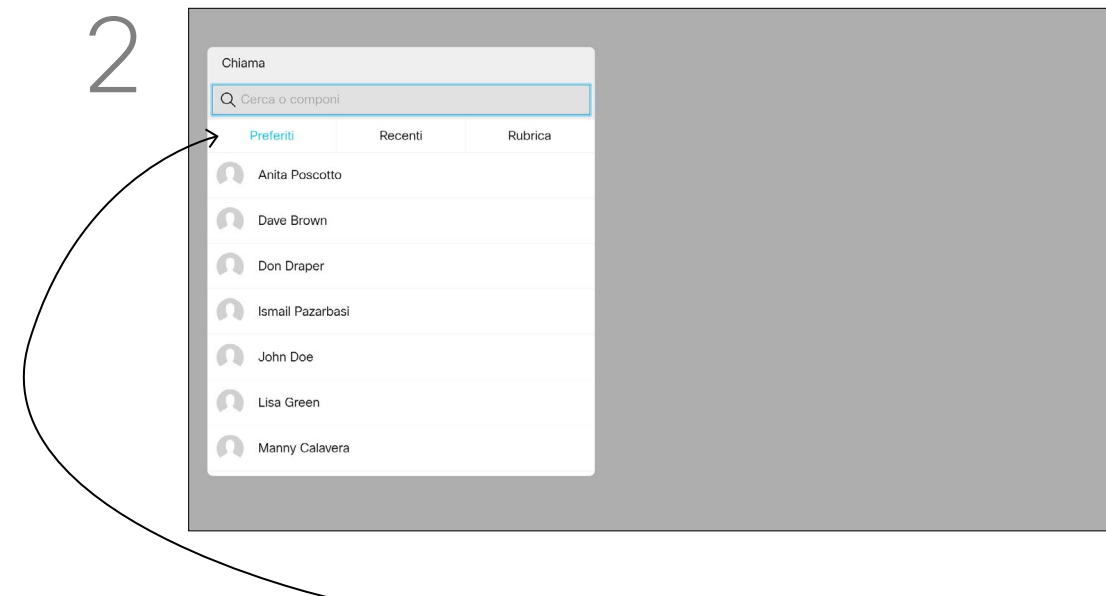 2
Chiama
Cerca o componi
Preferiti Recenti Rubrica
Anita Poscotto
Dave Brown
Don Draper
Ismail Pazarbasi
John Doe
Lisa Green
Manny Calavera